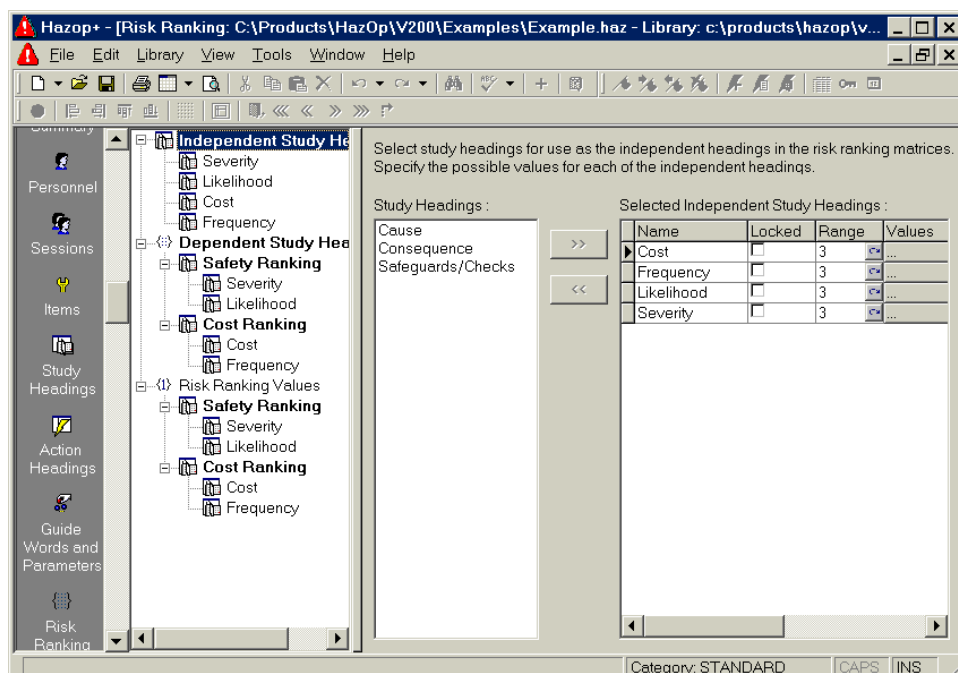 Hazop+ - [Risk Ranking: C:\Products\HazOp\V200\Examples\Example.haz - Library: c:\products\hazop\v...
File Edit Library View Tools Window Help
Summary
Personnel
Sessions
Items
Study
Headings
Action
Headings
Guide
Words and
Parameters
Risk
Ranking
Independent Study He
Severity
Likelihood
Cost
Frequency
Dependent Study Hea
Safety Ranking
Severity
Likelihood
Cost Ranking
Cost
Frequency
Risk Ranking Values
Safety Ranking
Severity
Likelihood
Cost Ranking
Cost
Frequency
Select study headings for use as the independent headings in the risk ranking matrices.
Specify the possible values for each of the independent headings.
Study Headings :
Cause
Consequence
Safeguards/Checks
>>
<<
Selected Independent Study Headings :
Name Locked Range Values
Cost 3 ...
Frequency 3 ...
Likelihood 3 ...
Severity 3 ...
Category: STANDARD CAPS INS